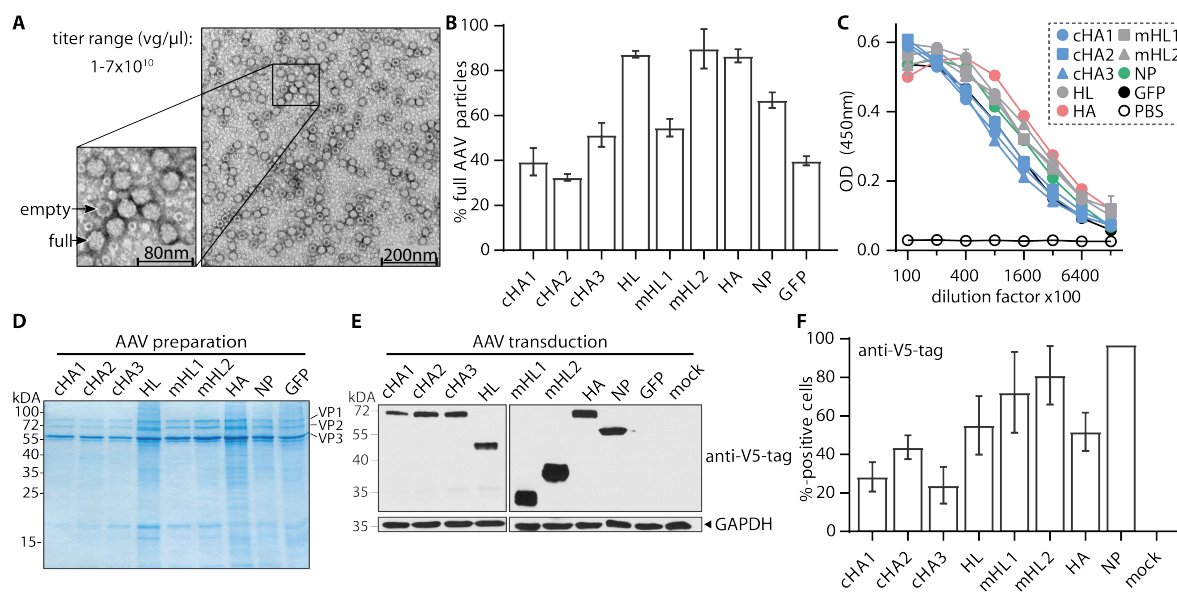 A
titer range (vg/µl):
1-7x10¹⁰
empty
full
80nm
200nm
B
% full AAV particles
100
80
60
40
20
0
cHA1
cHA2
cHA3
HL
mHL1
mHL2
HA
NP
GFP
C
OD (450nm)
0.6
0.4
0.2
0.0
100 400 1600 6400
dilution factor x100
cHA1 mHL1
cHA2 mHL2
cHA3 NP
HL GFP
HA PBS
D
AAV preparation
cHA1 cHA2 cHA3 HL mHL1 mHL2 HA NP GFP
kDA
100
72
55
40
35
25
15
VP1
VP2
VP3
E
AAV transduction
cHA1 cHA2 cHA3 HL mHL1 mHL2 HA NP GFP mock
kDA
72
55
40
35
35
anti-V5-tag
GAPDH
F
anti-V5-tag
%-positive cells
100
80
60
40
20
0
cHA1
cHA2
cHA3
HL
mHL1
mHL2
HA
NP
mock